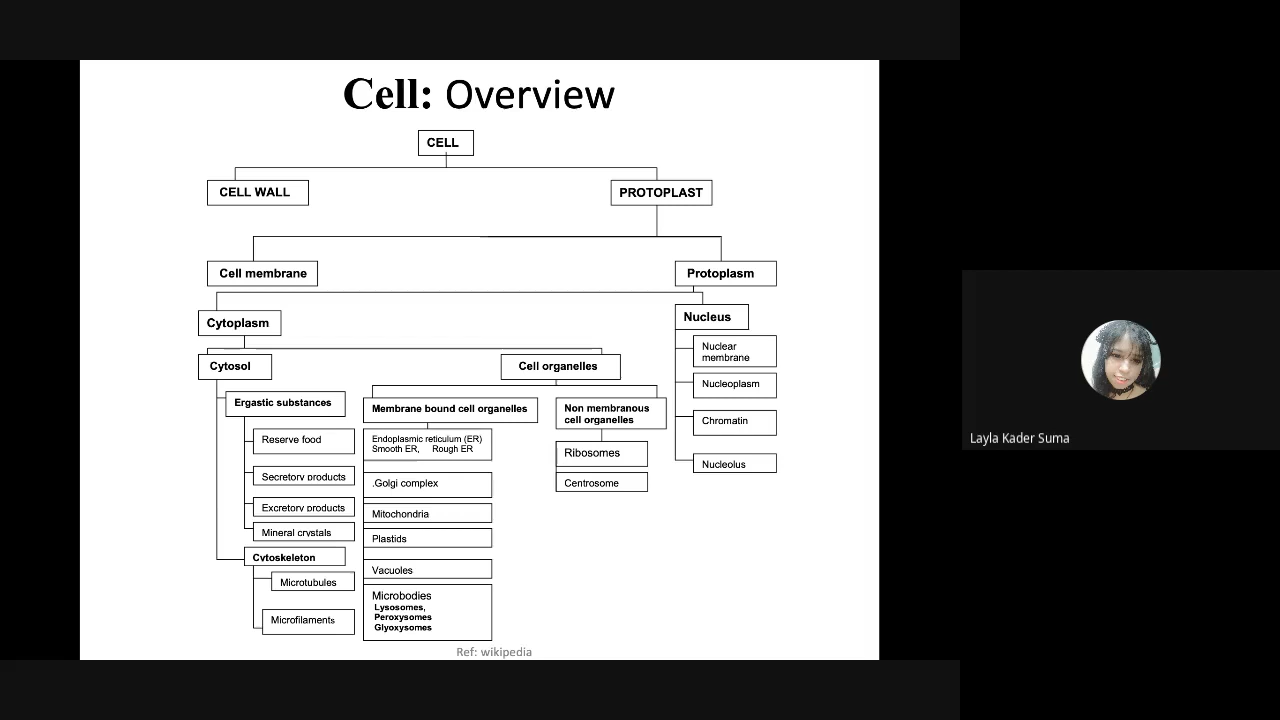 Cell: Overview
CELL
CELL WALL
PROTOPLAST
Cell membrane
Protoplasm
Cytoplasm
Nucleus
Nuclear
membrane
Nucleoplasm
Chromatin
Nucleolus
Cytosol
Cell organelles
Ergastic substances
Reserve food
Secretory products
Excretory products
Mineral crystals
Cytoskeleton
Microtubules
Microfilaments
Membrane bound cell organelles
Endoplasmic reticulum (ER)
Smooth ER, Rough ER
.Golgi complex
Mitochondria
Plastids
Vacuoles
Microbodies
Lysosomes,
Peroxysomes
Glyoxysomes
Non membranous
cell organelles
Ribosomes
Centrosome
Ref: wikipedia
Layla Kader Suma